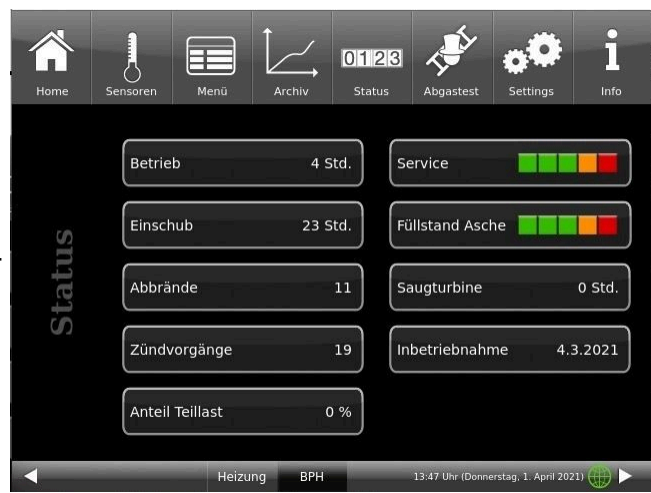 Home Sensoren Menü Archiv 0123 Status Abgastest Settings Info
Status
Betrieb 4 Std.
Einschub 23 Std.
Abbrände 11
Zündvorgänge 19
Anteil Teillast 0 %
Service
Füllstand Asche
Saugturbine 0 Std.
Inbetriebnahme 4.3.2021
Heizung BPH 13:47 Uhr (Donnerstag, 1. April 2021)